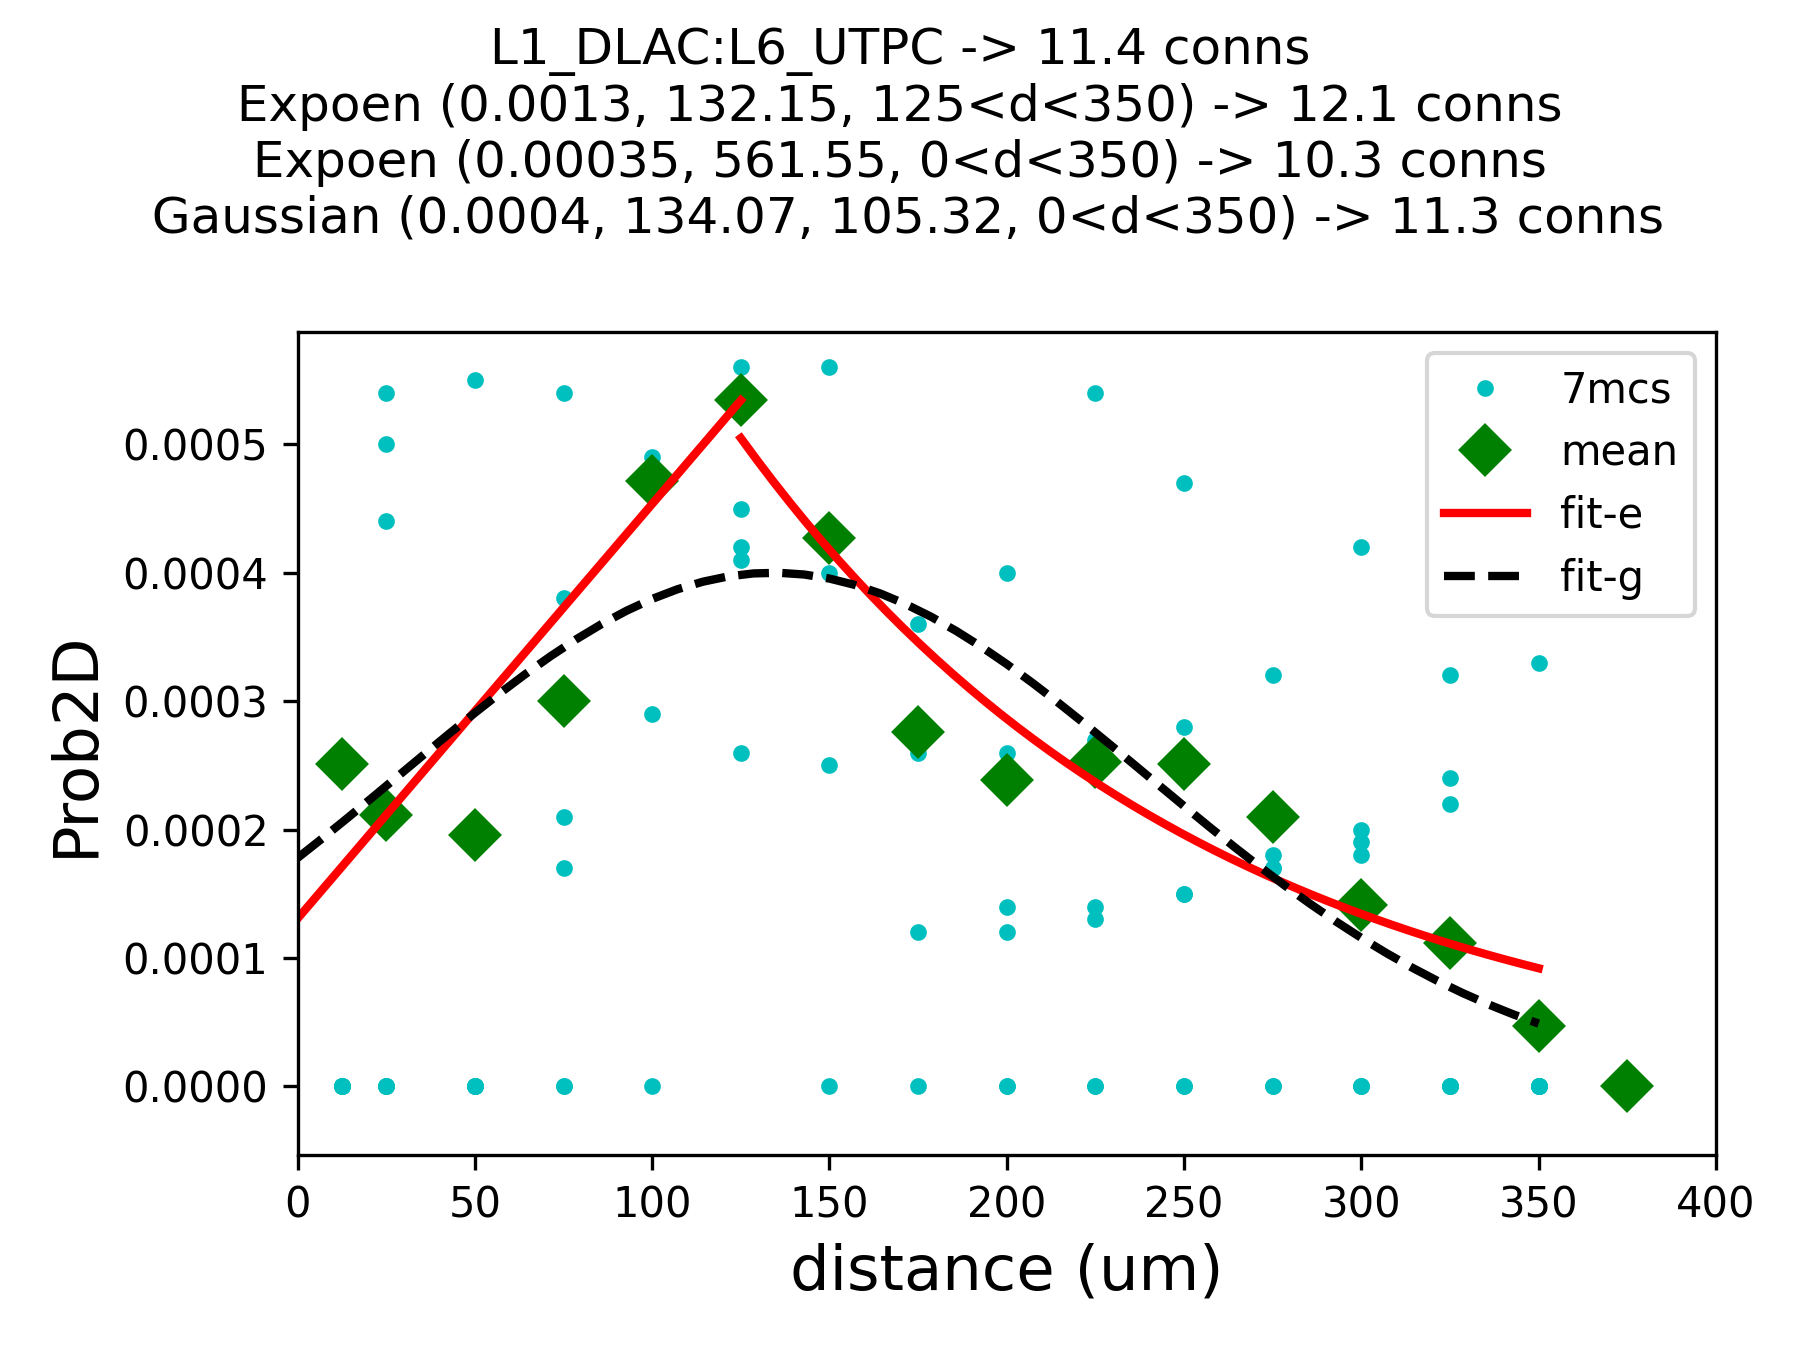 L1_DLAC:L6_UTPC -> 11.4 conns
Expoen (0.0013, 132.15, 125<d<350) -> 12.1 conns
Expoen (0.00035, 561.55, 0<d<350) -> 10.3 conns
Gaussian (0.0004, 134.07, 105.32, 0<d<350) -> 11.3 conns
7mcs
mean
fit-e
fit-g
Prob2D
0.0005
0.0004
0.0003
0.0002
0.0001
0.0000
0 50 100 150 200 250 300 350 400
distance (um)